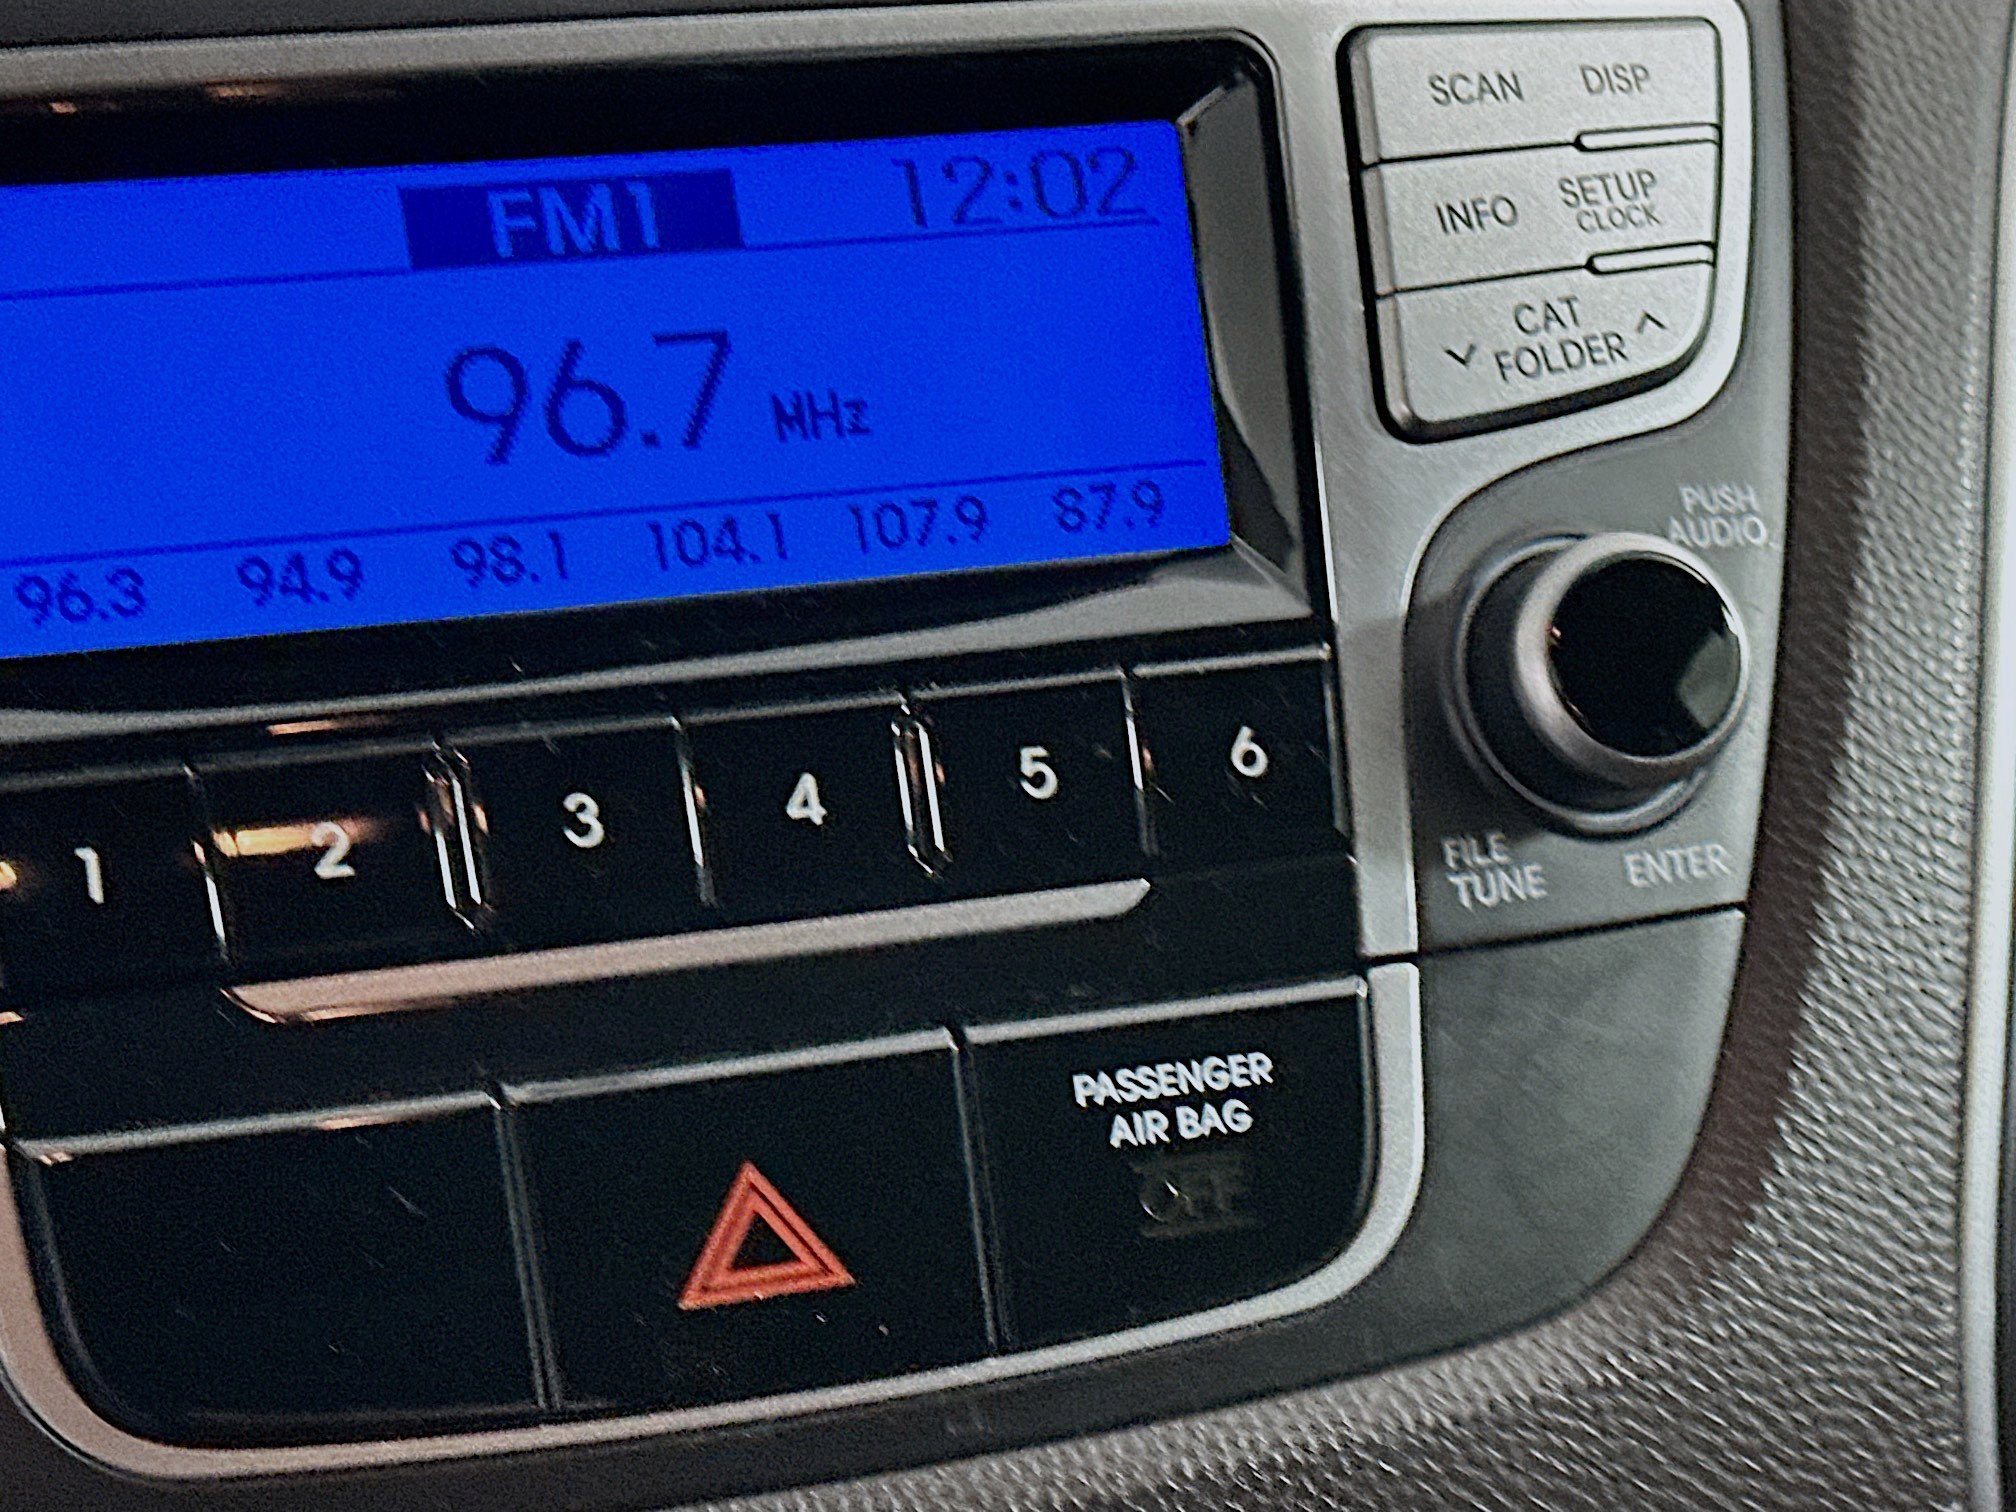 FM1 12:02
96.7 MHz
96.3 94.9 98.1 104.1 107.9 87.9
SCAN DISP
INFO SETUP
CLOCK
CAT
FOLDER
PUSH
AUDIO
FILE
TUNE
ENTER
1 2 3 4 5 6
PASSENGER
AIR BAG
OFF